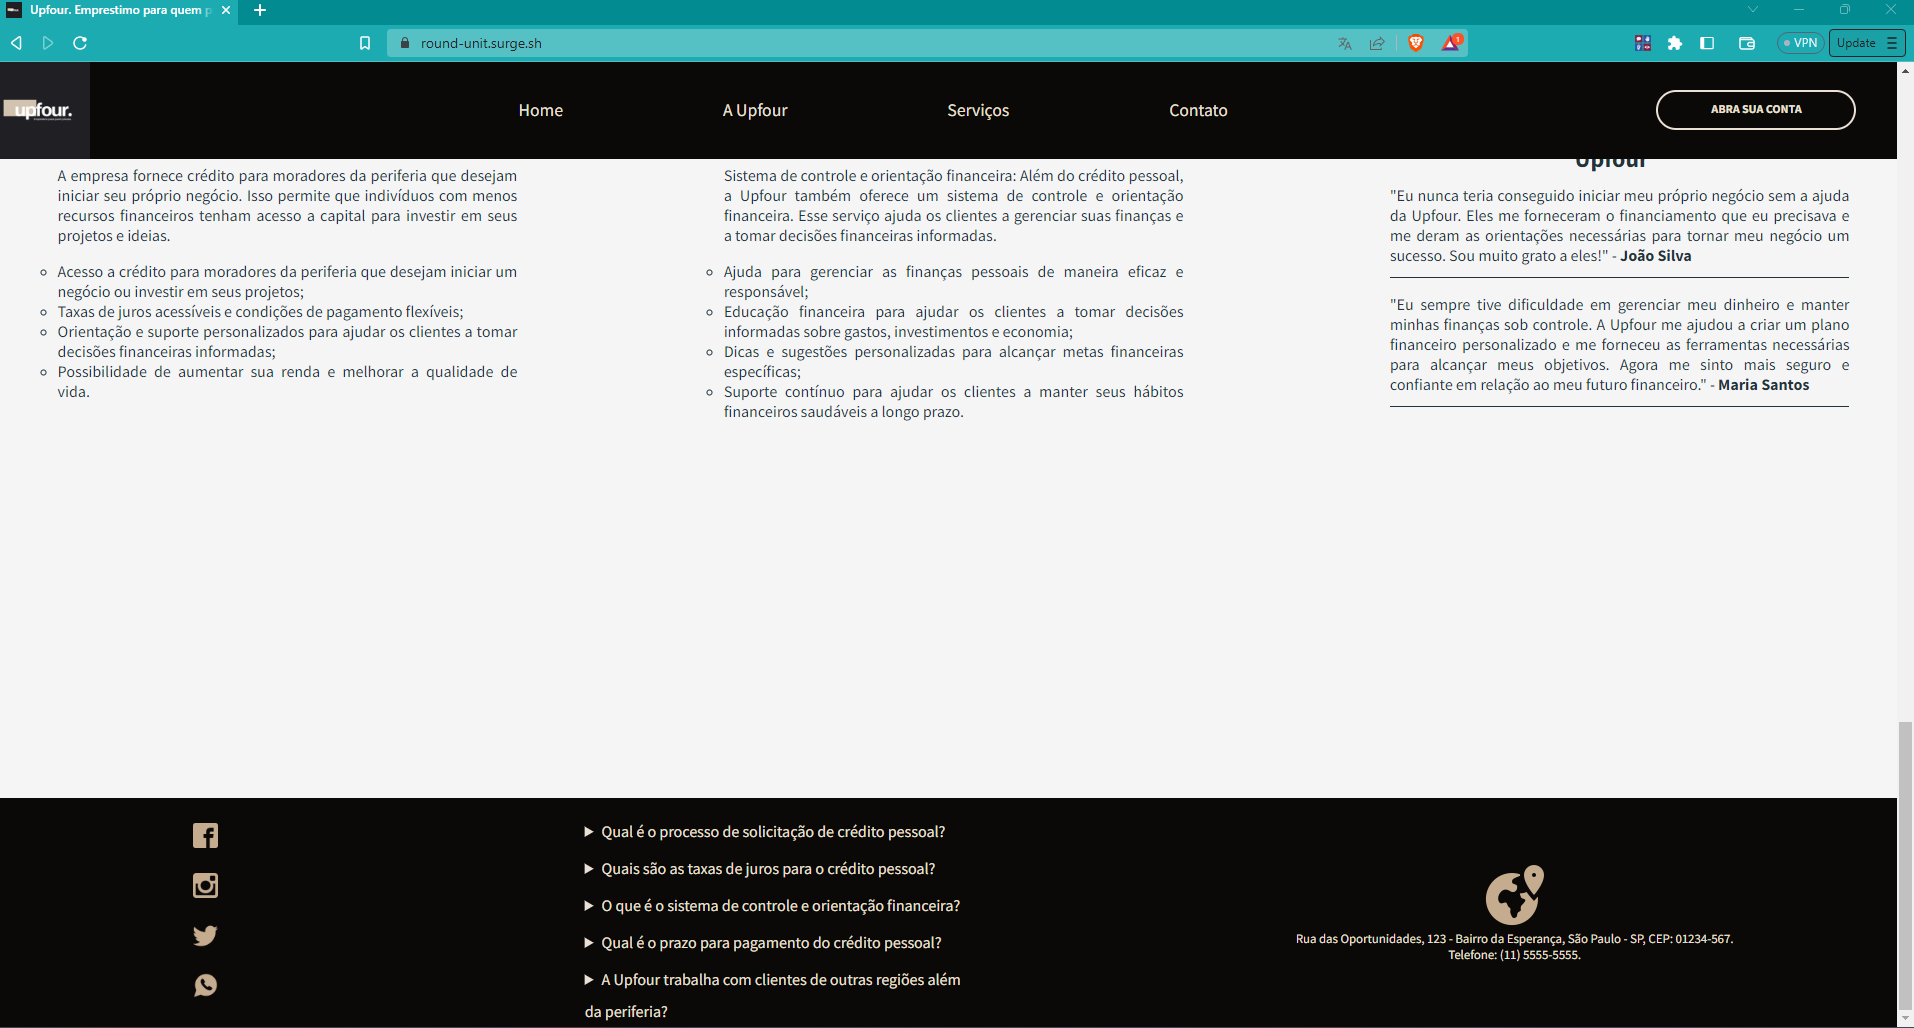 Upfour. Emprestimo para quem p
round-unit.surge.sh
1
VPN
Update
upfour.
Home
A Upfour
Serviços
Contato
ABRA SUA CONTA
A empresa fornece crédito para moradores da periferia que desejam
iniciar seu próprio negócio. Isso permite que indivíduos com menos
recursos financeiros tenham acesso a capital para investir em seus
projetos e ideias.
Acesso a crédito para moradores da periferia que desejam iniciar um
negócio ou investir em seus projetos;
Taxas de juros acessíveis e condições de pagamento flexíveis;
Orientação e suporte personalizados para ajudar os clientes a tomar
decisões financeiras informadas;
Possibilidade de aumentar sua renda e melhorar a qualidade de
vida.
Sistema de controle e orientação financeira: Além do crédito pessoal,
a Upfour também oferece um sistema de controle e orientação
financeira. Esse serviço ajuda os clientes a gerenciar suas finanças e
a tomar decisões financeiras informadas.
Ajuda para gerenciar as finanças pessoais de maneira eficaz e
responsável;
Educação financeira para ajudar os clientes a tomar decisões
informadas sobre gastos, investimentos e economia;
Dicas e sugestões personalizadas para alcançar metas financeiras
específicas;
Suporte contínuo para ajudar os clientes a manter seus hábitos
financeiros saudáveis a longo prazo.
Upfour
"Eu nunca teria conseguido iniciar meu próprio negócio sem a ajuda
da Upfour. Eles me forneceram o financiamento que eu precisava e
me deram as orientações necessárias para tornar meu negócio um
sucesso. Sou muito grato a eles!" - João Silva
"Eu sempre tive dificuldade em gerenciar meu dinheiro e manter
minhas finanças sob controle. A Upfour me ajudou a criar um plano
financeiro personalizado e me forneceu as ferramentas necessárias
para alcançar meus objetivos. Agora me sinto mais seguro e
confiante em relação ao meu futuro financeiro." - Maria Santos
Qual é o processo de solicitação de crédito pessoal?
Quais são as taxas de juros para o crédito pessoal?
O que é o sistema de controle e orientação financeira?
Qual é o prazo para pagamento do crédito pessoal?
A Upfour trabalha com clientes de outras regiões além
da periferia?
Rua das Oportunidades, 123 - Bairro da Esperança, São Paulo - SP, CEP: 01234-567.
Telefone: (11) 5555-5555.